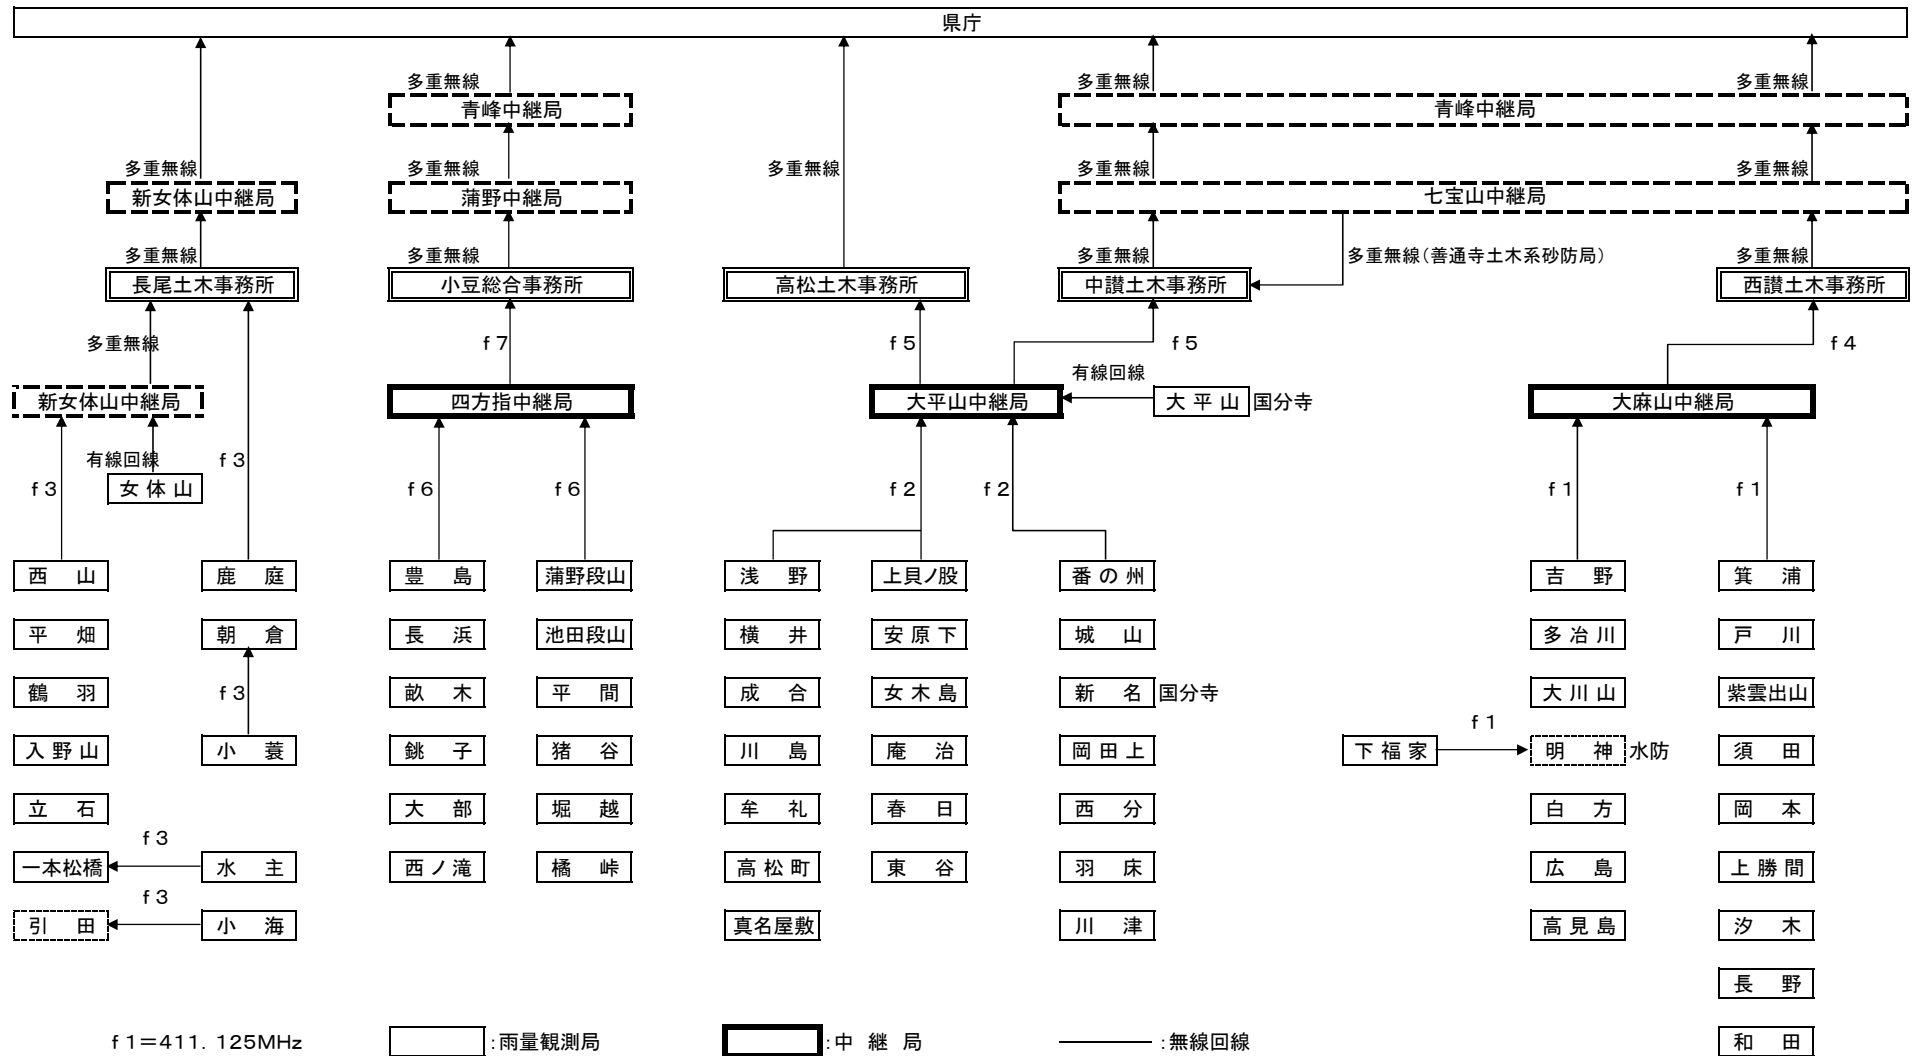 県庁
多重無線 多重無線 多重無線
青峰中継局 青峰中継局
多重無線 多重無線 多重無線 多重無線 多重無線
新女体山中継局 蒲野中継局 七宝山中継局
多重無線 多重無線 多重無線 多重無線(善通寺土木系砂防局) 多重無線
長尾土木事務所 小豆総合事務所 高松土木事務所 中讃土木事務所 西讃土木事務所
多重無線 f7 f5 f5 f4
有線回線
新女体山中継局 四方指中継局 大平山中継局 大平山 国分寺 大麻山中継局
有線回線 f3
f3 女体山 f6 f6 f2 f2 f1 f1
西山 鹿庭 豊島 蒲野段山 浅野 上貝ノ股 番の州 吉野 箕浦
平畑 朝倉 長浜 池田段山 横井 安原下 城山 多冶川 戸川
鶴羽 f3 畝木 平間 成合 女木島 新名 国分寺 大川山 紫雲出山
f1
入野山 小蓑 銚子 猪谷 川島 庵治 岡田上 下福家 明神 水防 須田
立石 大部 堀越 牟礼 春日 西分 白方 岡本
f3
一本松橋 水主 西ノ滝 橘峠 高松町 東谷 羽床 広島 上勝間
f3
引田 小海 真名屋敷 川津 高見島 汐木
長野
f1=411.125MHz :雨量観測局 :中継局 :無線回線 和田